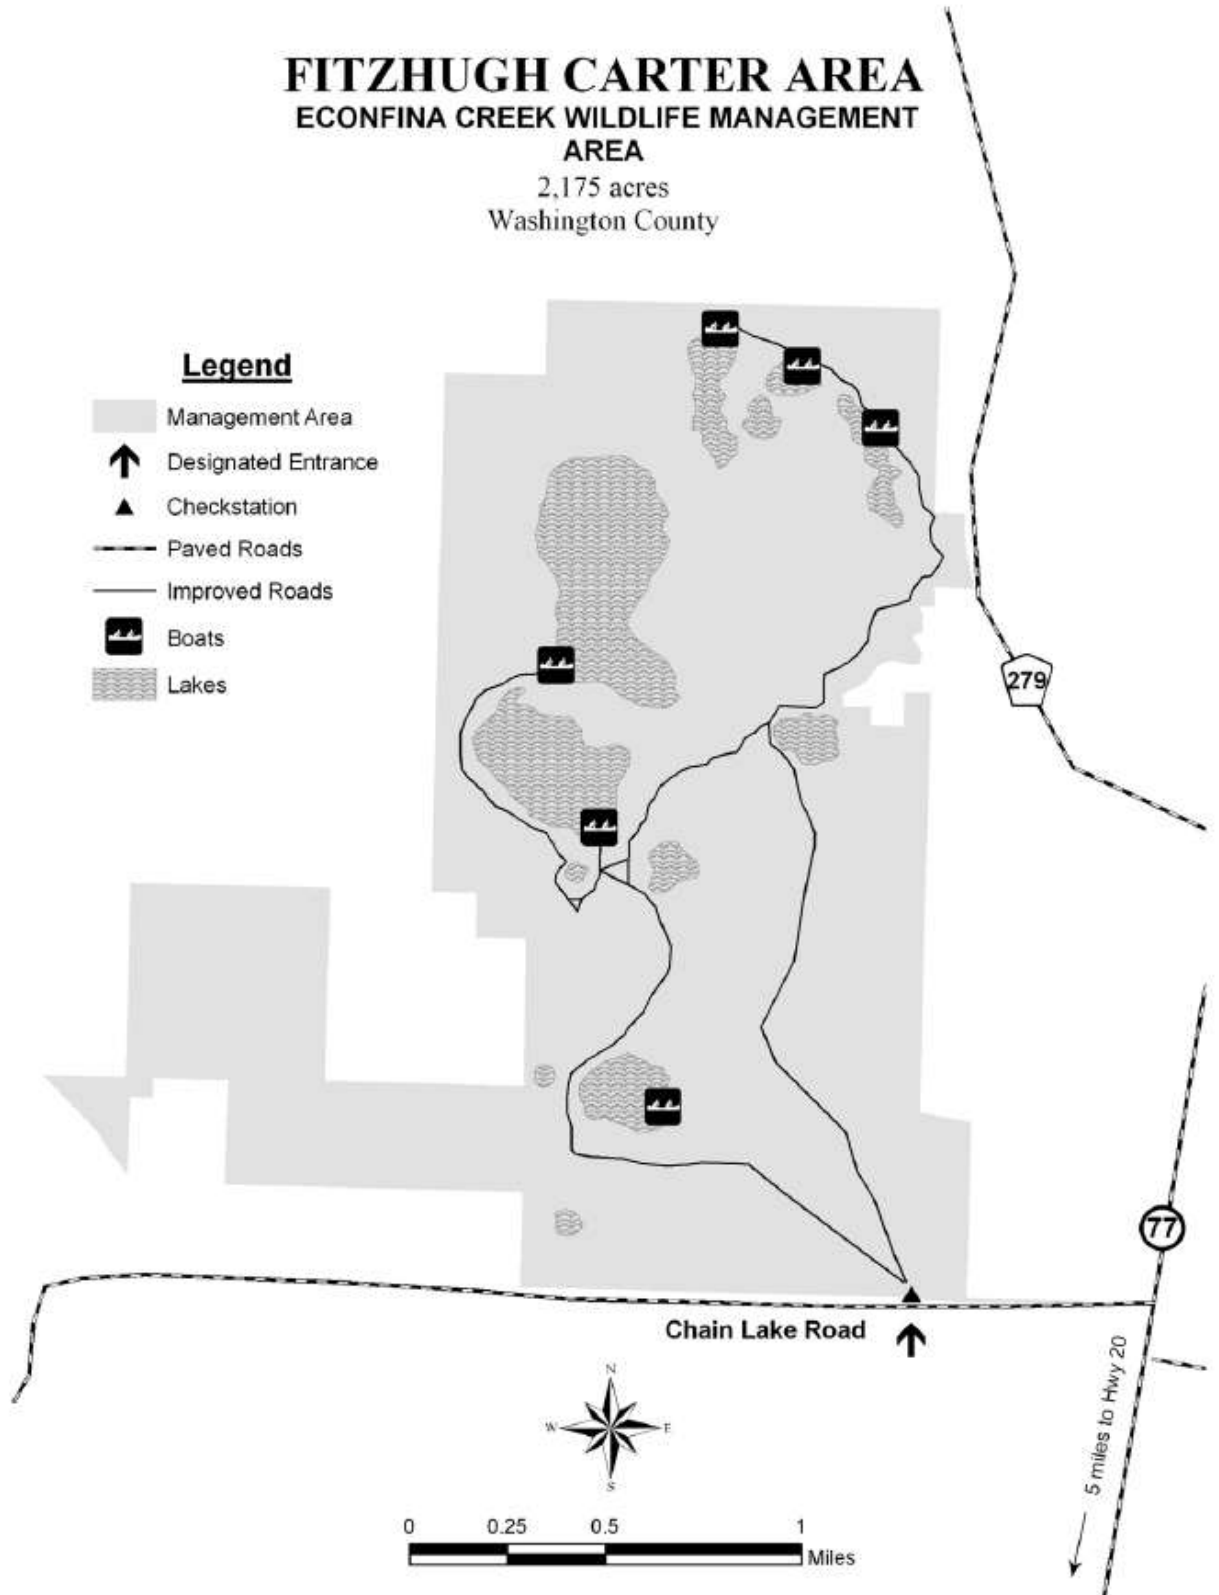 FITZHUGH CARTER AREA
ECONFINA CREEK WILDLIFE MANAGEMENT
AREA
2,175 acres
Washington County
Legend
Management Area
Designated Entrance
Checkstation
Paved Roads
Improved Roads
Boats
Lakes
279
77
Chain Lake Road
5 miles to Hwy 20
N
W E
S
0 0.25 0.5 1
Miles